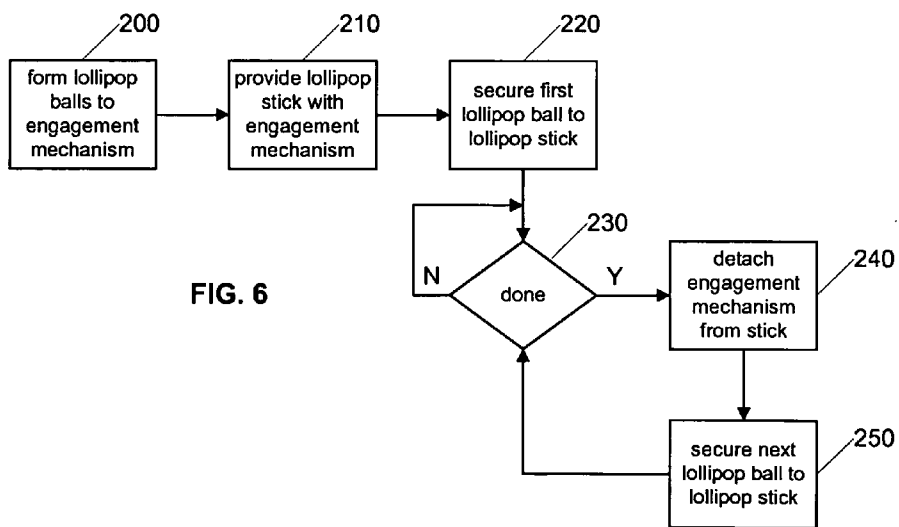 200
form lollipop
balls to
engagement
mechanism
210
provide lollipop
stick with
engagement
mechanism
220
secure first
lollipop ball to
lollipop stick
230
N
done
Y
FIG. 6
240
detach
engagement
mechanism
from stick
250
secure next
lollipop ball to
lollipop stick